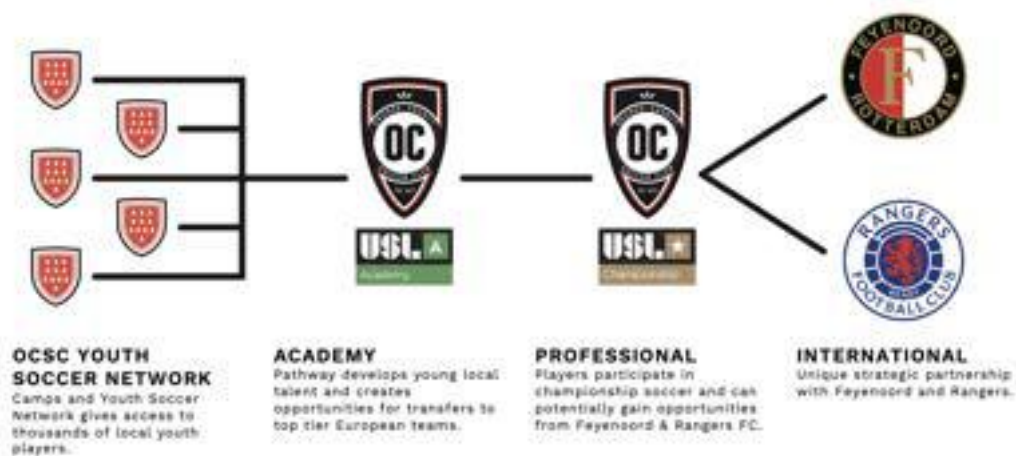 FEYENOORD
F
ROTTERDAM
OC
OC
USL A
Academy
USL
Championship
RANGERS
FOOTBALL CLUB
OCSC YOUTH
SOCCER NETWORK
Camps and Youth Soccer
Network gives access to
thousands of local youth
players.
ACADEMY
Pathway develops young local
talent and creates
opportunities for transfers to
top tier European teams.
PROFESSIONAL
Players participate in
championship soccer and can
potentially gain opportunities
from Feyenoord & Rangers FC.
INTERNATIONAL
Unique strategic partnership
with Feyenoord and Rangers.